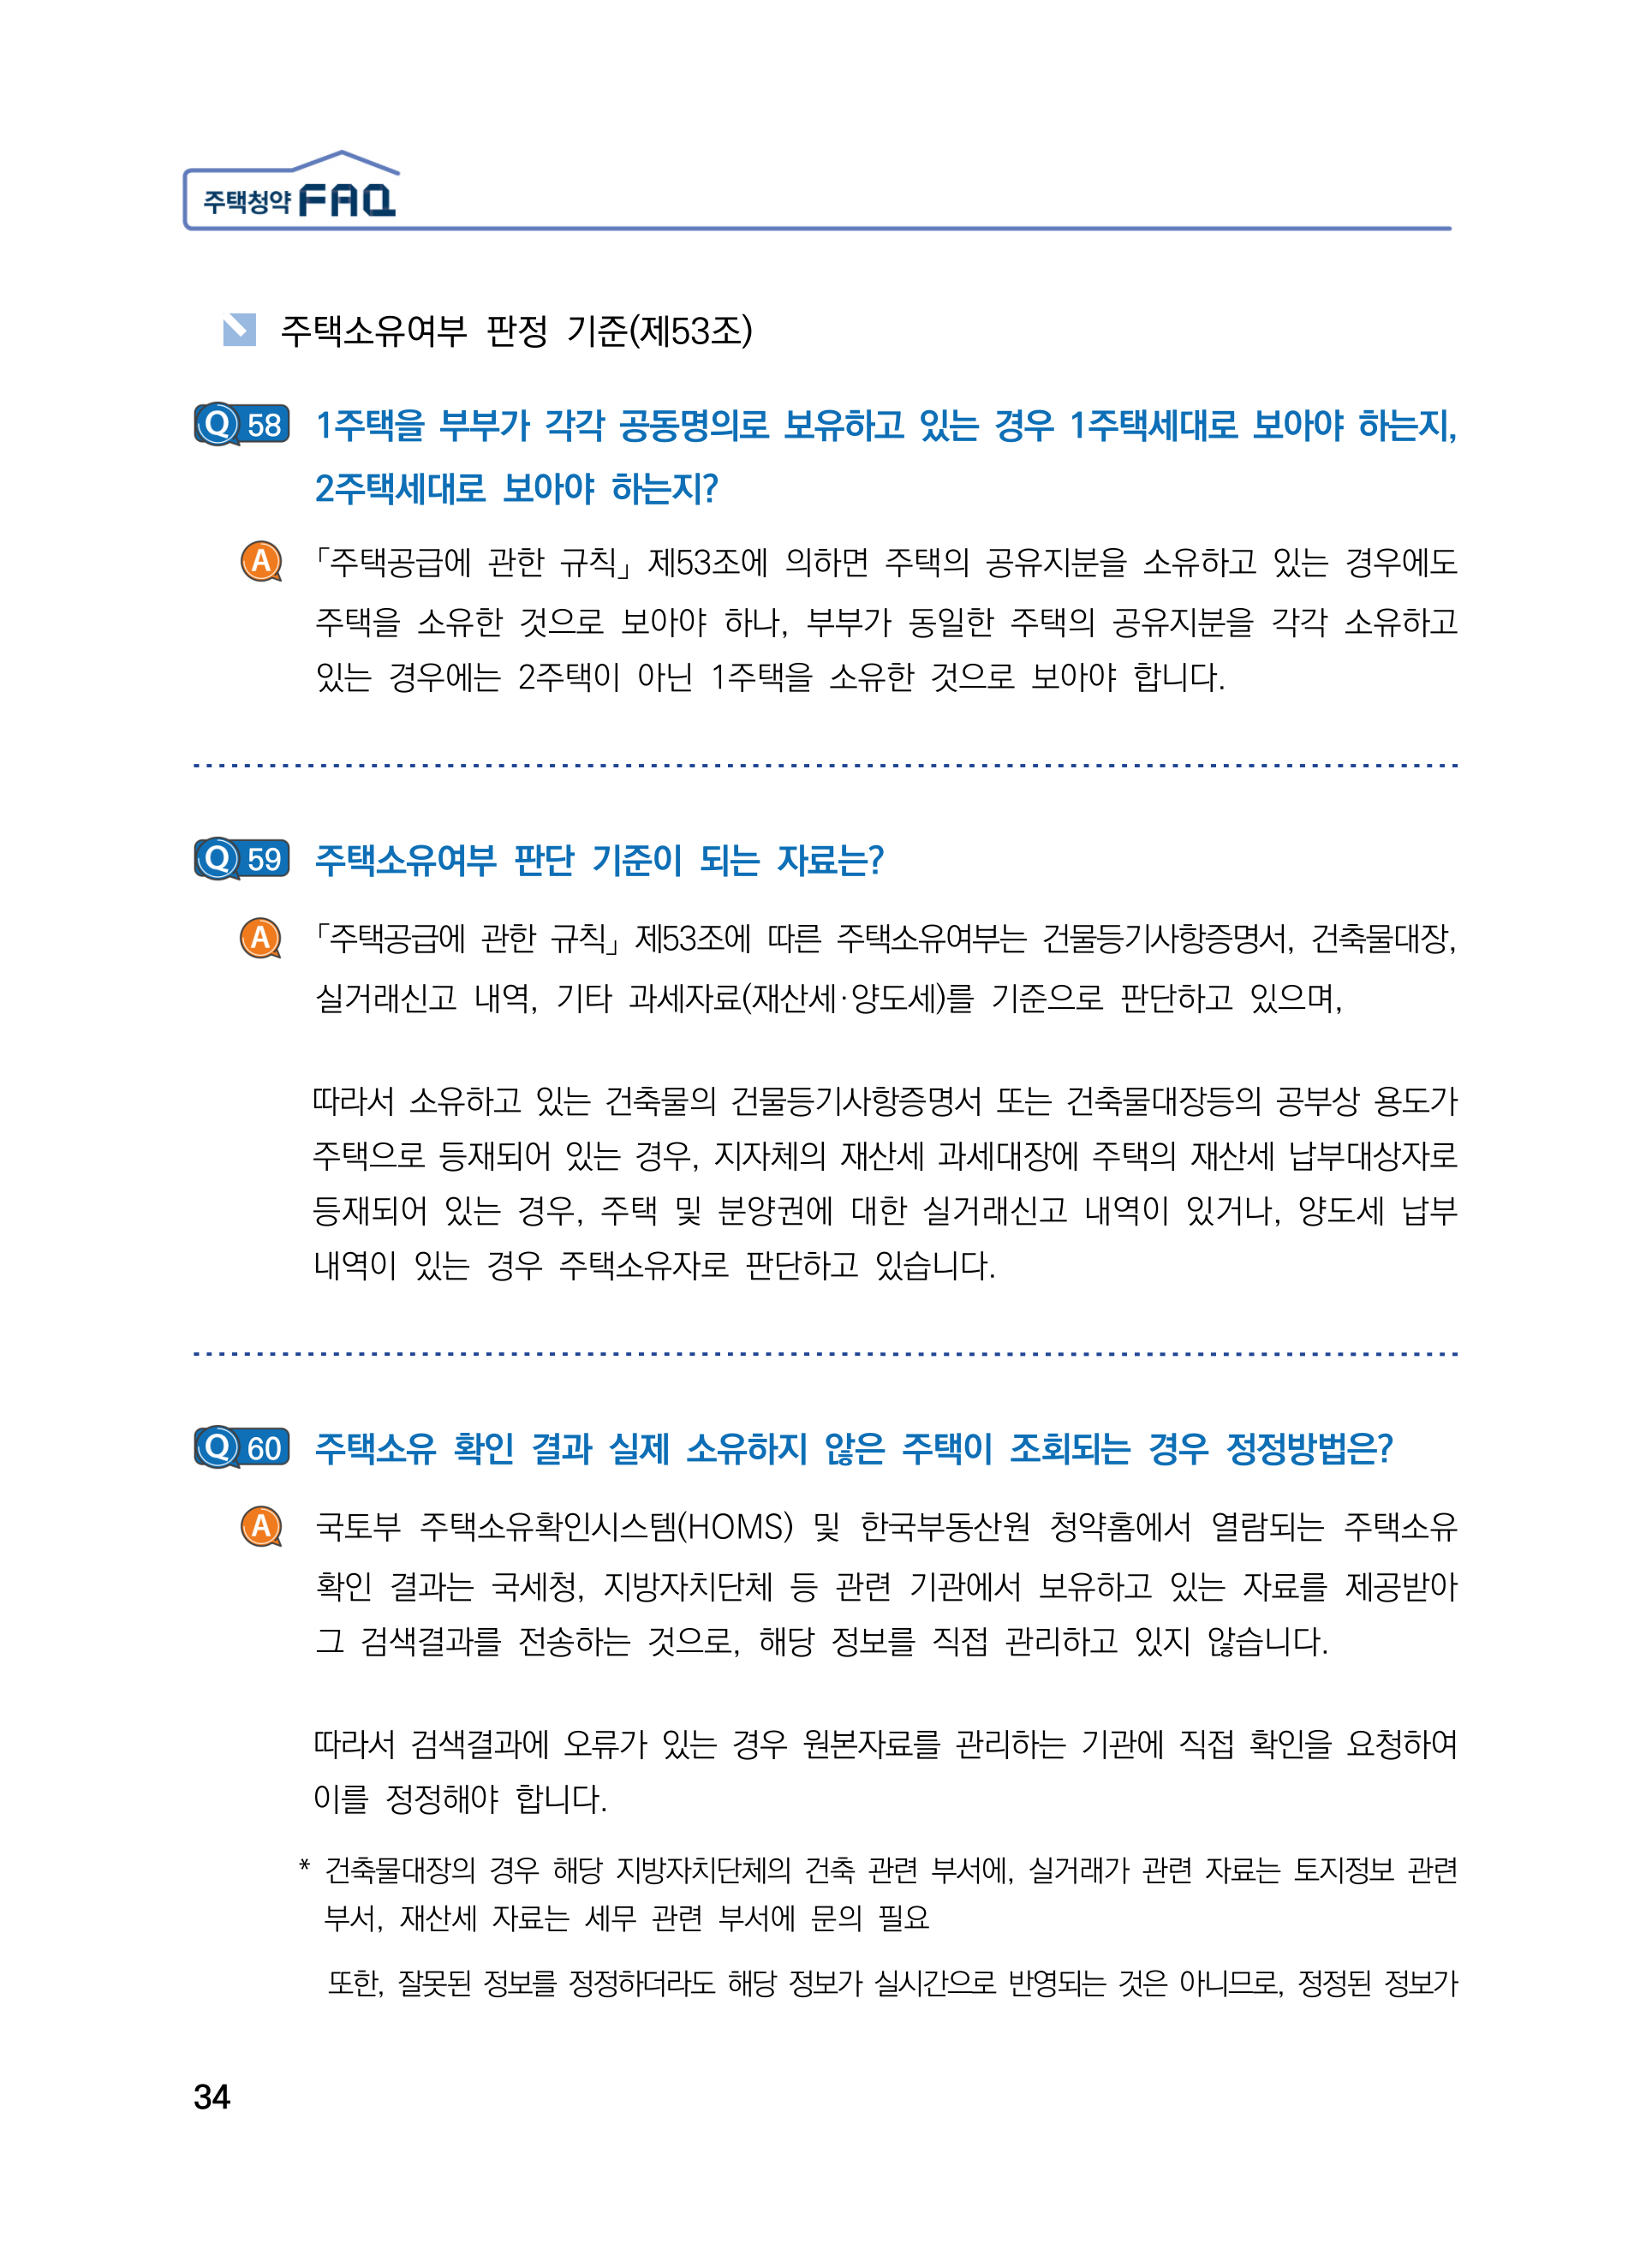 주택청약 FAQ
주택소유여부 판정 기준(제53조)
Q 58 1주택을 부부가 각각 공동명의로 보유하고 있는 경우 1주택세대로 보아야 하는지,
2주택세대로 보아야 하는지?
A 「주택공급에 관한 규칙」 제53조에 의하면 주택의 공유지분을 소유하고 있는 경우에도
주택을 소유한 것으로 보아야 하나, 부부가 동일한 주택의 공유지분을 각각 소유하고
있는 경우에는 2주택이 아닌 1주택을 소유한 것으로 보아야 합니다.
Q 59 주택소유여부 판단 기준이 되는 자료는?
A 「주택공급에 관한 규칙」 제53조에 따른 주택소유여부는 건물등기사항증명서, 건축물대장,
실거래신고 내역, 기타 과세자료(재산세·양도세)를 기준으로 판단하고 있으며,
따라서 소유하고 있는 건축물의 건물등기사항증명서 또는 건축물대장등의 공부상 용도가
주택으로 등재되어 있는 경우, 지자체의 재산세 과세대장에 주택의 재산세 납부대상자로
등재되어 있는 경우, 주택 및 분양권에 대한 실거래신고 내역이 있거나, 양도세 납부
내역이 있는 경우 주택소유자로 판단하고 있습니다.
Q 60 주택소유 확인 결과 실제 소유하지 않은 주택이 조회되는 경우 정정방법은?
A 국토부 주택소유확인시스템(HOMS) 및 한국부동산원 청약홈에서 열람되는 주택소유
확인 결과는 국세청, 지방자치단체 등 관련 기관에서 보유하고 있는 자료를 제공받아
그 검색결과를 전송하는 것으로, 해당 정보를 직접 관리하고 있지 않습니다.
따라서 검색결과에 오류가 있는 경우 원본자료를 관리하는 기관에 직접 확인을 요청하여
이를 정정해야 합니다.
* 건축물대장의 경우 해당 지방자치단체의 건축 관련 부서에, 실거래가 관련 자료는 토지정보 관련
부서, 재산세 자료는 세무 관련 부서에 문의 필요
또한, 잘못된 정보를 정정하더라도 해당 정보가 실시간으로 반영되는 것은 아니므로, 정정된 정보가
34